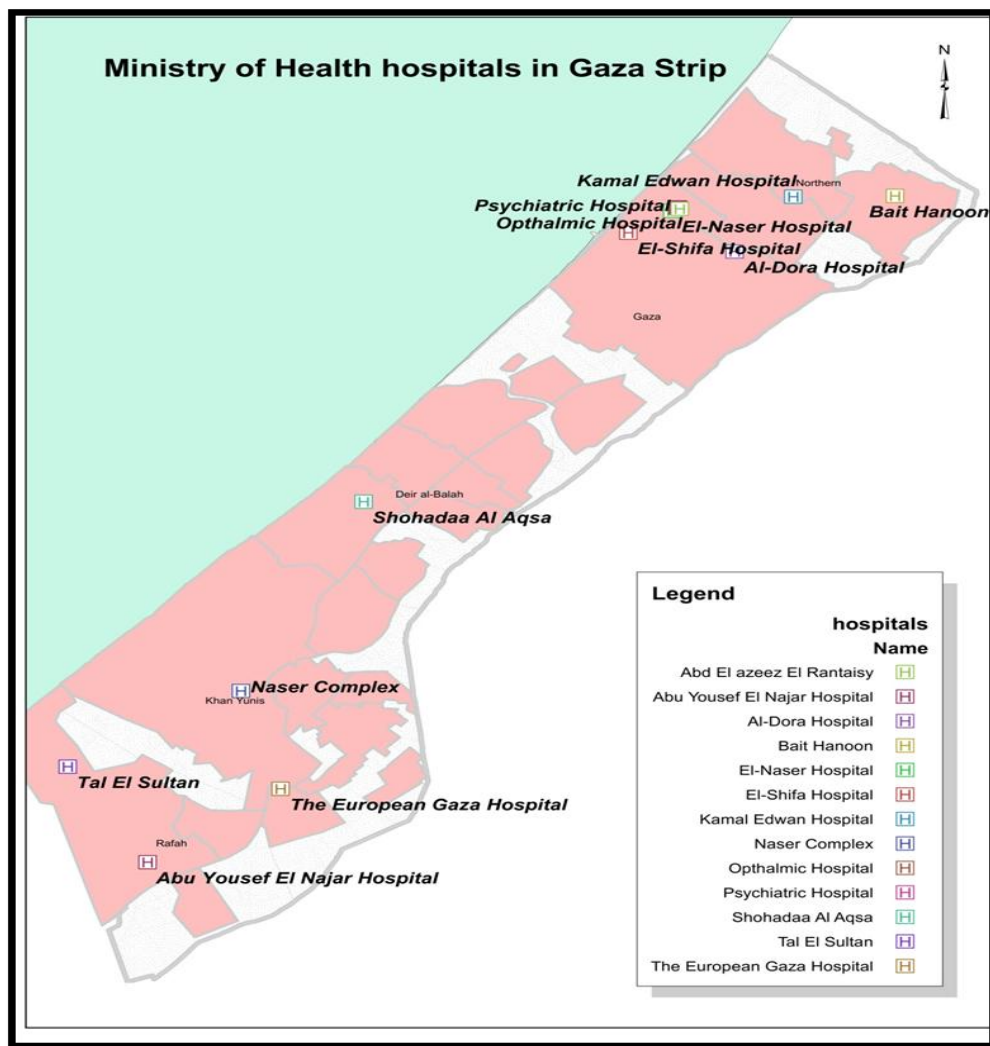 Ministry of Health hospitals in Gaza Strip
N
Kamal Edwan Hospital
Northern
Psychiatric Hospital
Bait Hanoon
Opthalmic Hospital
El-Naser Hospital
El-Shifa Hospital
Al-Dora Hospital
Gaza
Deir al-Balah
Shohadaa Al Aqsa
Naser Complex
Khan Yunis
Tal El Sultan
The European Gaza Hospital
Rafah
Abu Yousef El Najar Hospital
Legend
hospitals
Name
Abd El azeez El Rantaisy H
Abu Yousef El Najar Hospital H
Al-Dora Hospital H
Bait Hanoon H
El-Naser Hospital H
El-Shifa Hospital H
Kamal Edwan Hospital H
Naser Complex H
Opthalmic Hospital H
Psychiatric Hospital H
Shohadaa Al Aqsa H
Tal El Sultan H
The European Gaza Hospital H